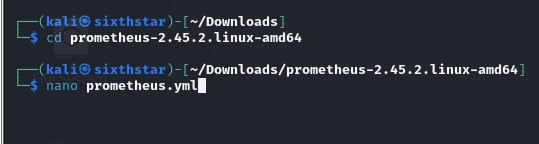 ┌──(kali㉿sixthstar)-[~/Downloads]
└─$ cd prometheus-2.45.2.linux-amd64
┌──(kali㉿sixthstar)-[~/Downloads/prometheus-2.45.2.linux-amd64]
└─$ nano prometheus.yml